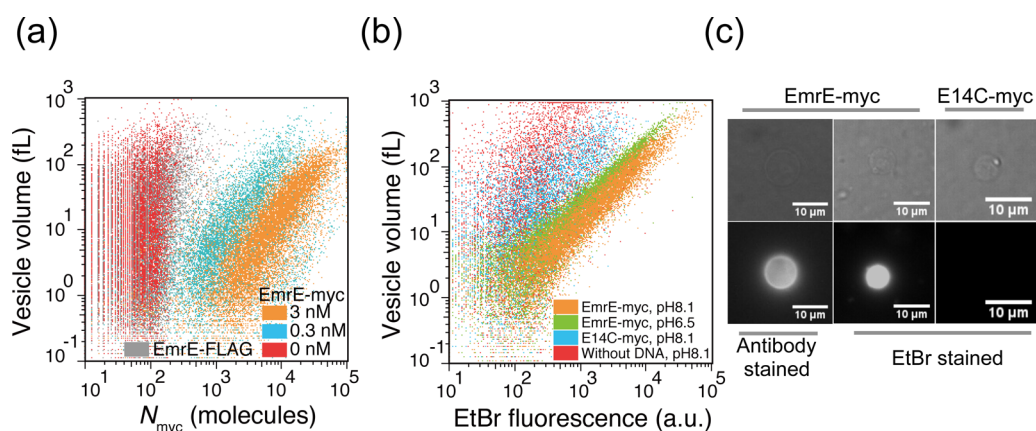 (a)
Vesicle volume (fL)
10³
10²
10¹
10⁰
10⁻¹
EmrE-myc
3 nM
0.3 nM
EmrE-FLAG 0 nM
10¹ 10² 10³ 10⁴ 10⁵
Nmyc (molecules)
(b)
Vesicle volume (fL)
10³
10²
10¹
10⁰
10⁻¹
EmrE-myc, pH8.1
EmrE-myc, pH6.5
E14C-myc, pH8.1
Without DNA, pH8.1
10¹ 10² 10³ 10⁴ 10⁵
EtBr fluorescence (a.u.)
(c)
EmrE-myc E14C-myc
10 μm 10 μm 10 μm
10 μm 10 μm 10 μm
Antibody
stained
EtBr stained